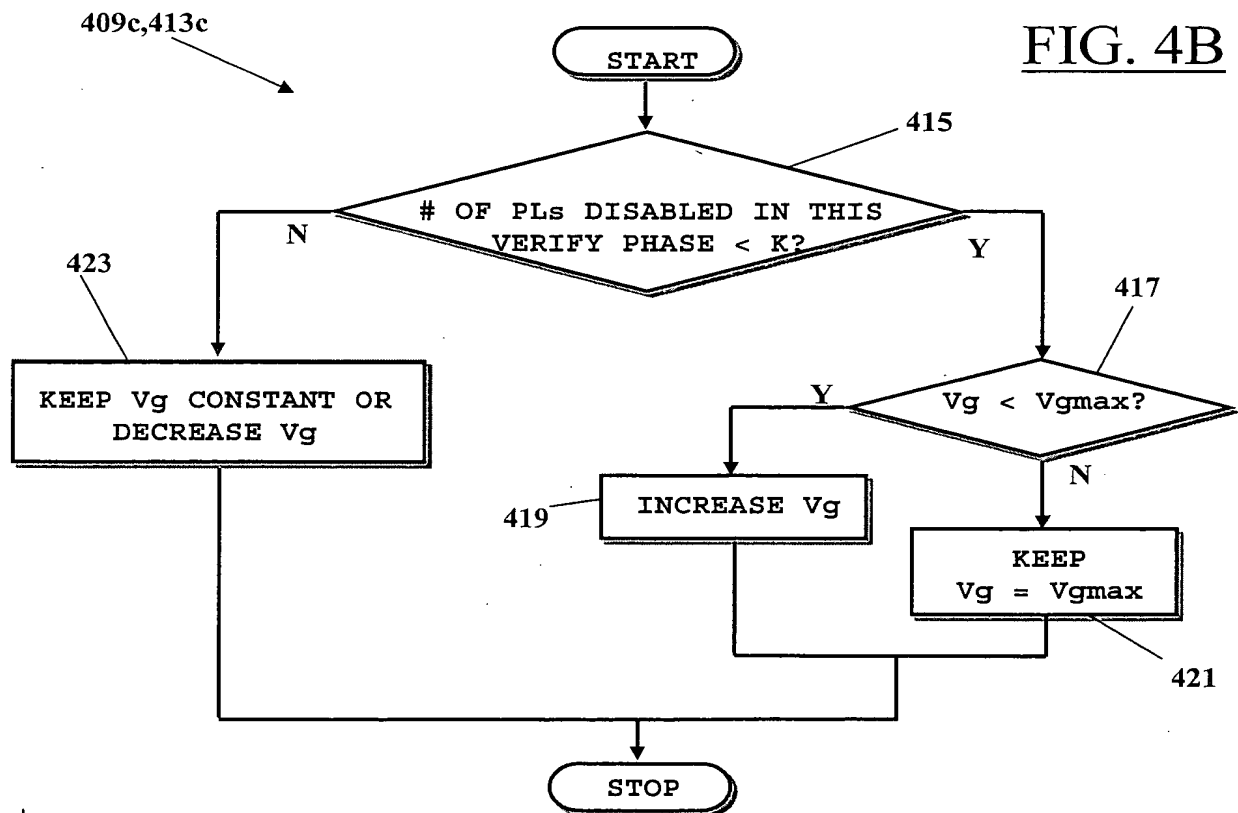 409c,413c
FIG. 4B
START
415
# OF PLs DISABLED IN THIS
VERIFY PHASE < K?
N
Y
423
417
KEEP Vg CONSTANT OR
DECREASE Vg
Y
Vg < Vgmax?
N
419
INCREASE Vg
KEEP
Vg = Vgmax
421
STOP